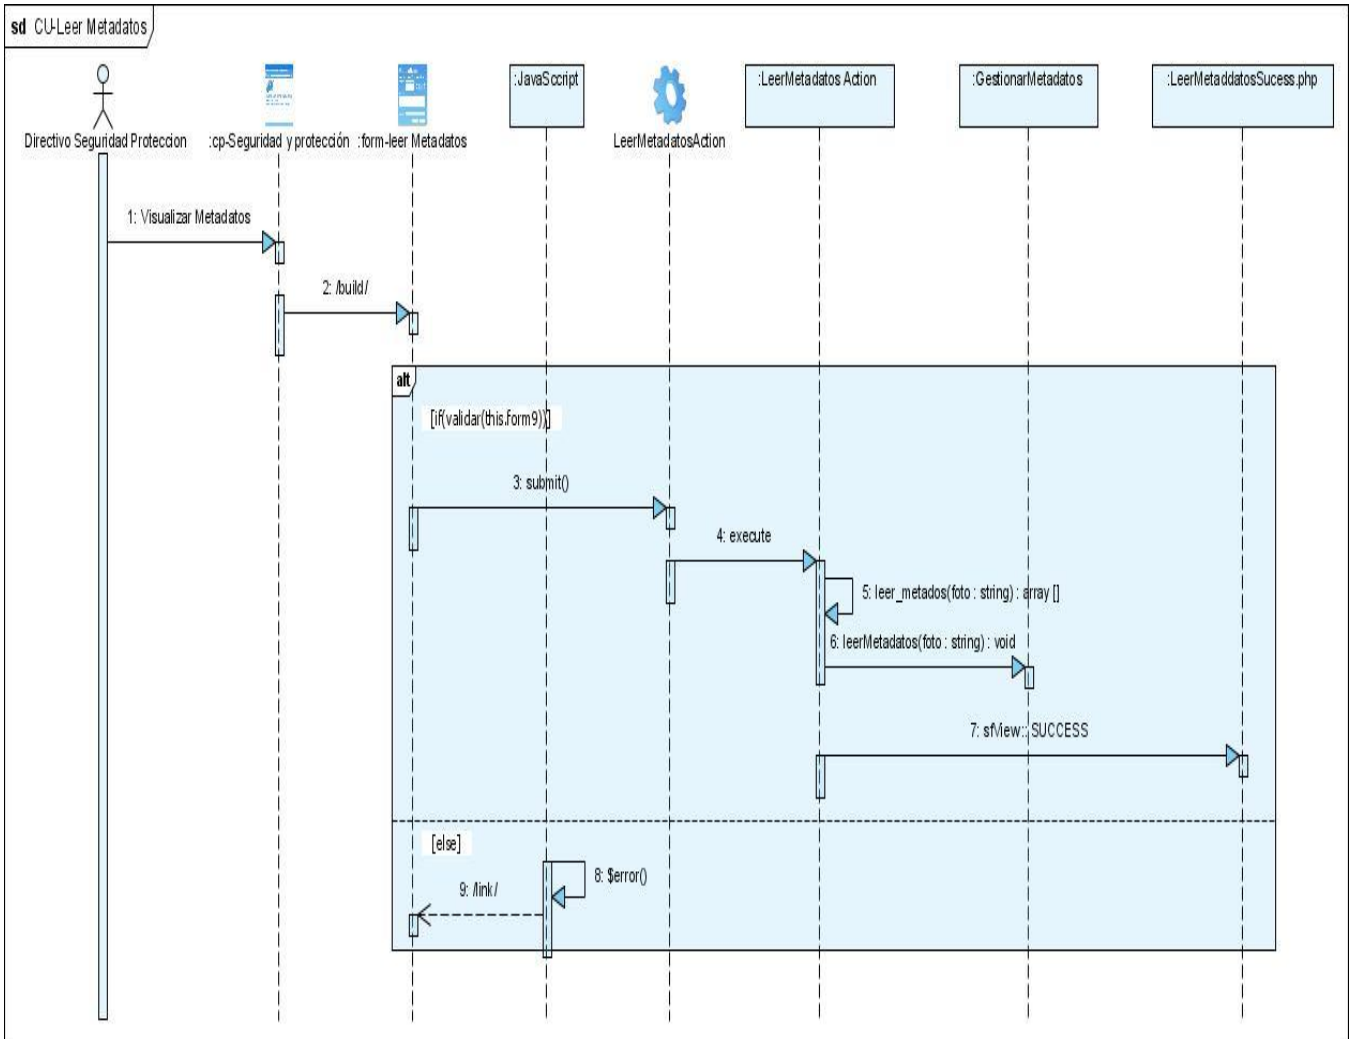 sd CU-Leer Metadatos
:JavaSccript
:LeerMetadatos Action
:GestionarMetadatos
:LeerMetaddatosSucess.php
Directivo Seguridad Proteccion
:cp-Seguridad y protección
:form-leer Metadatos
LeerMetadatosAction
1: Visualizar Metadatos
2: /build/
alt
[if(validar(this.form9))]
3: submit()
4: execute
5: leer_metados(foto : string) : array []
6: leerMetadatos(foto : string) : void
7: sfView:: SUCCESS
[else]
8: $error()
9: /link/